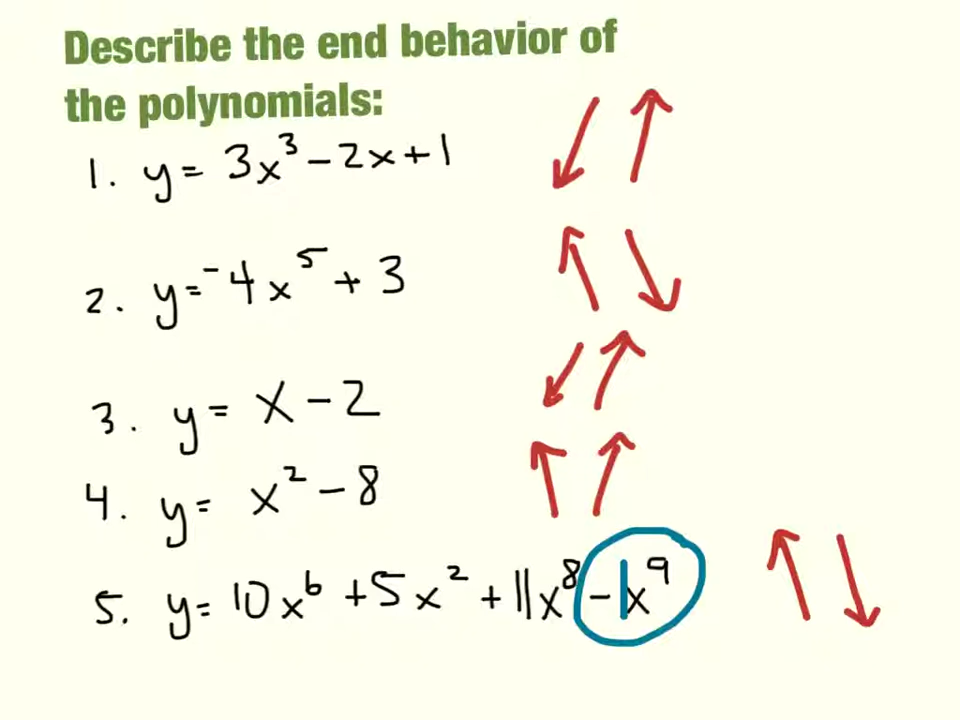 Describe the end behavior of
the polynomials:
1. y = 3x³ - 2x + 1
2. y = ⁻4x⁵ + 3
3. y = x - 2
4. y = x² - 8
5. y = 10x⁶ + 5x² + 11x⁸ - 1x⁹